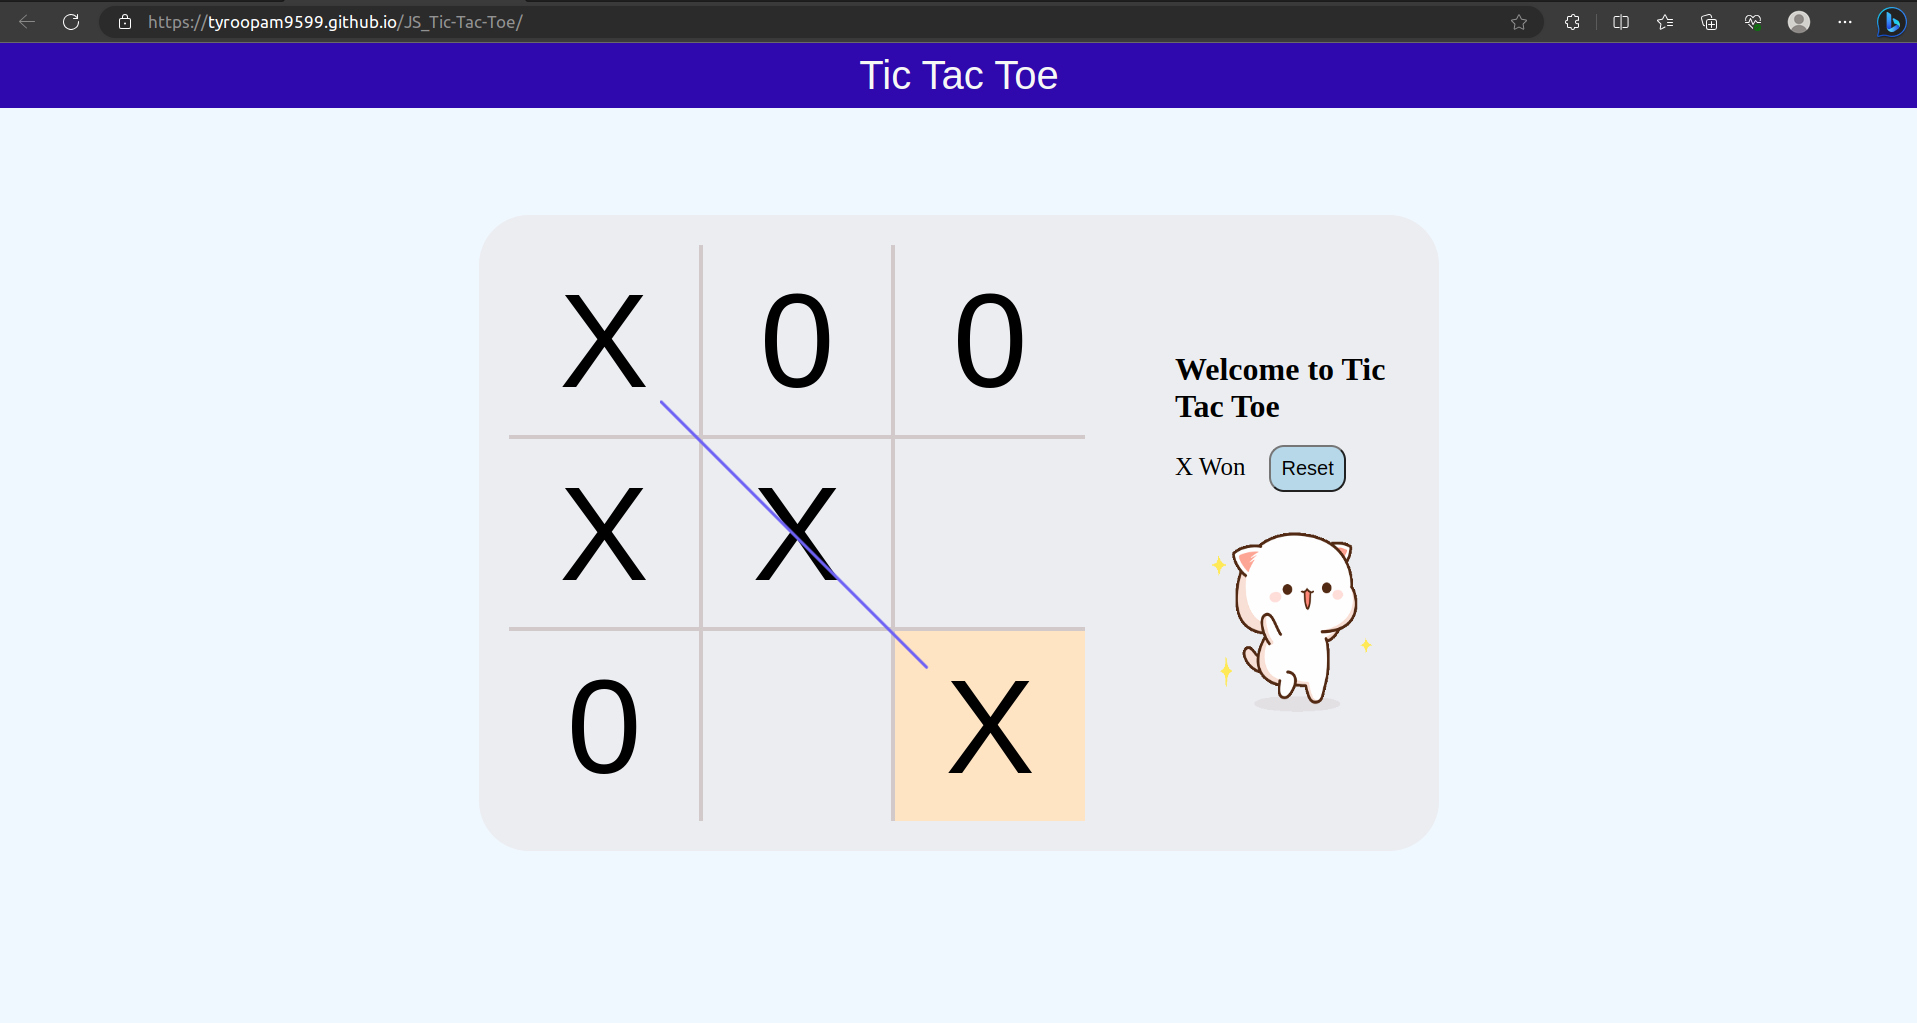 https://tyroopam9599.github.io/JS_Tic-Tac-Toe/
Tic Tac Toe
X 0 0
X X
0 X
Welcome to Tic
Tac Toe
X Won Reset